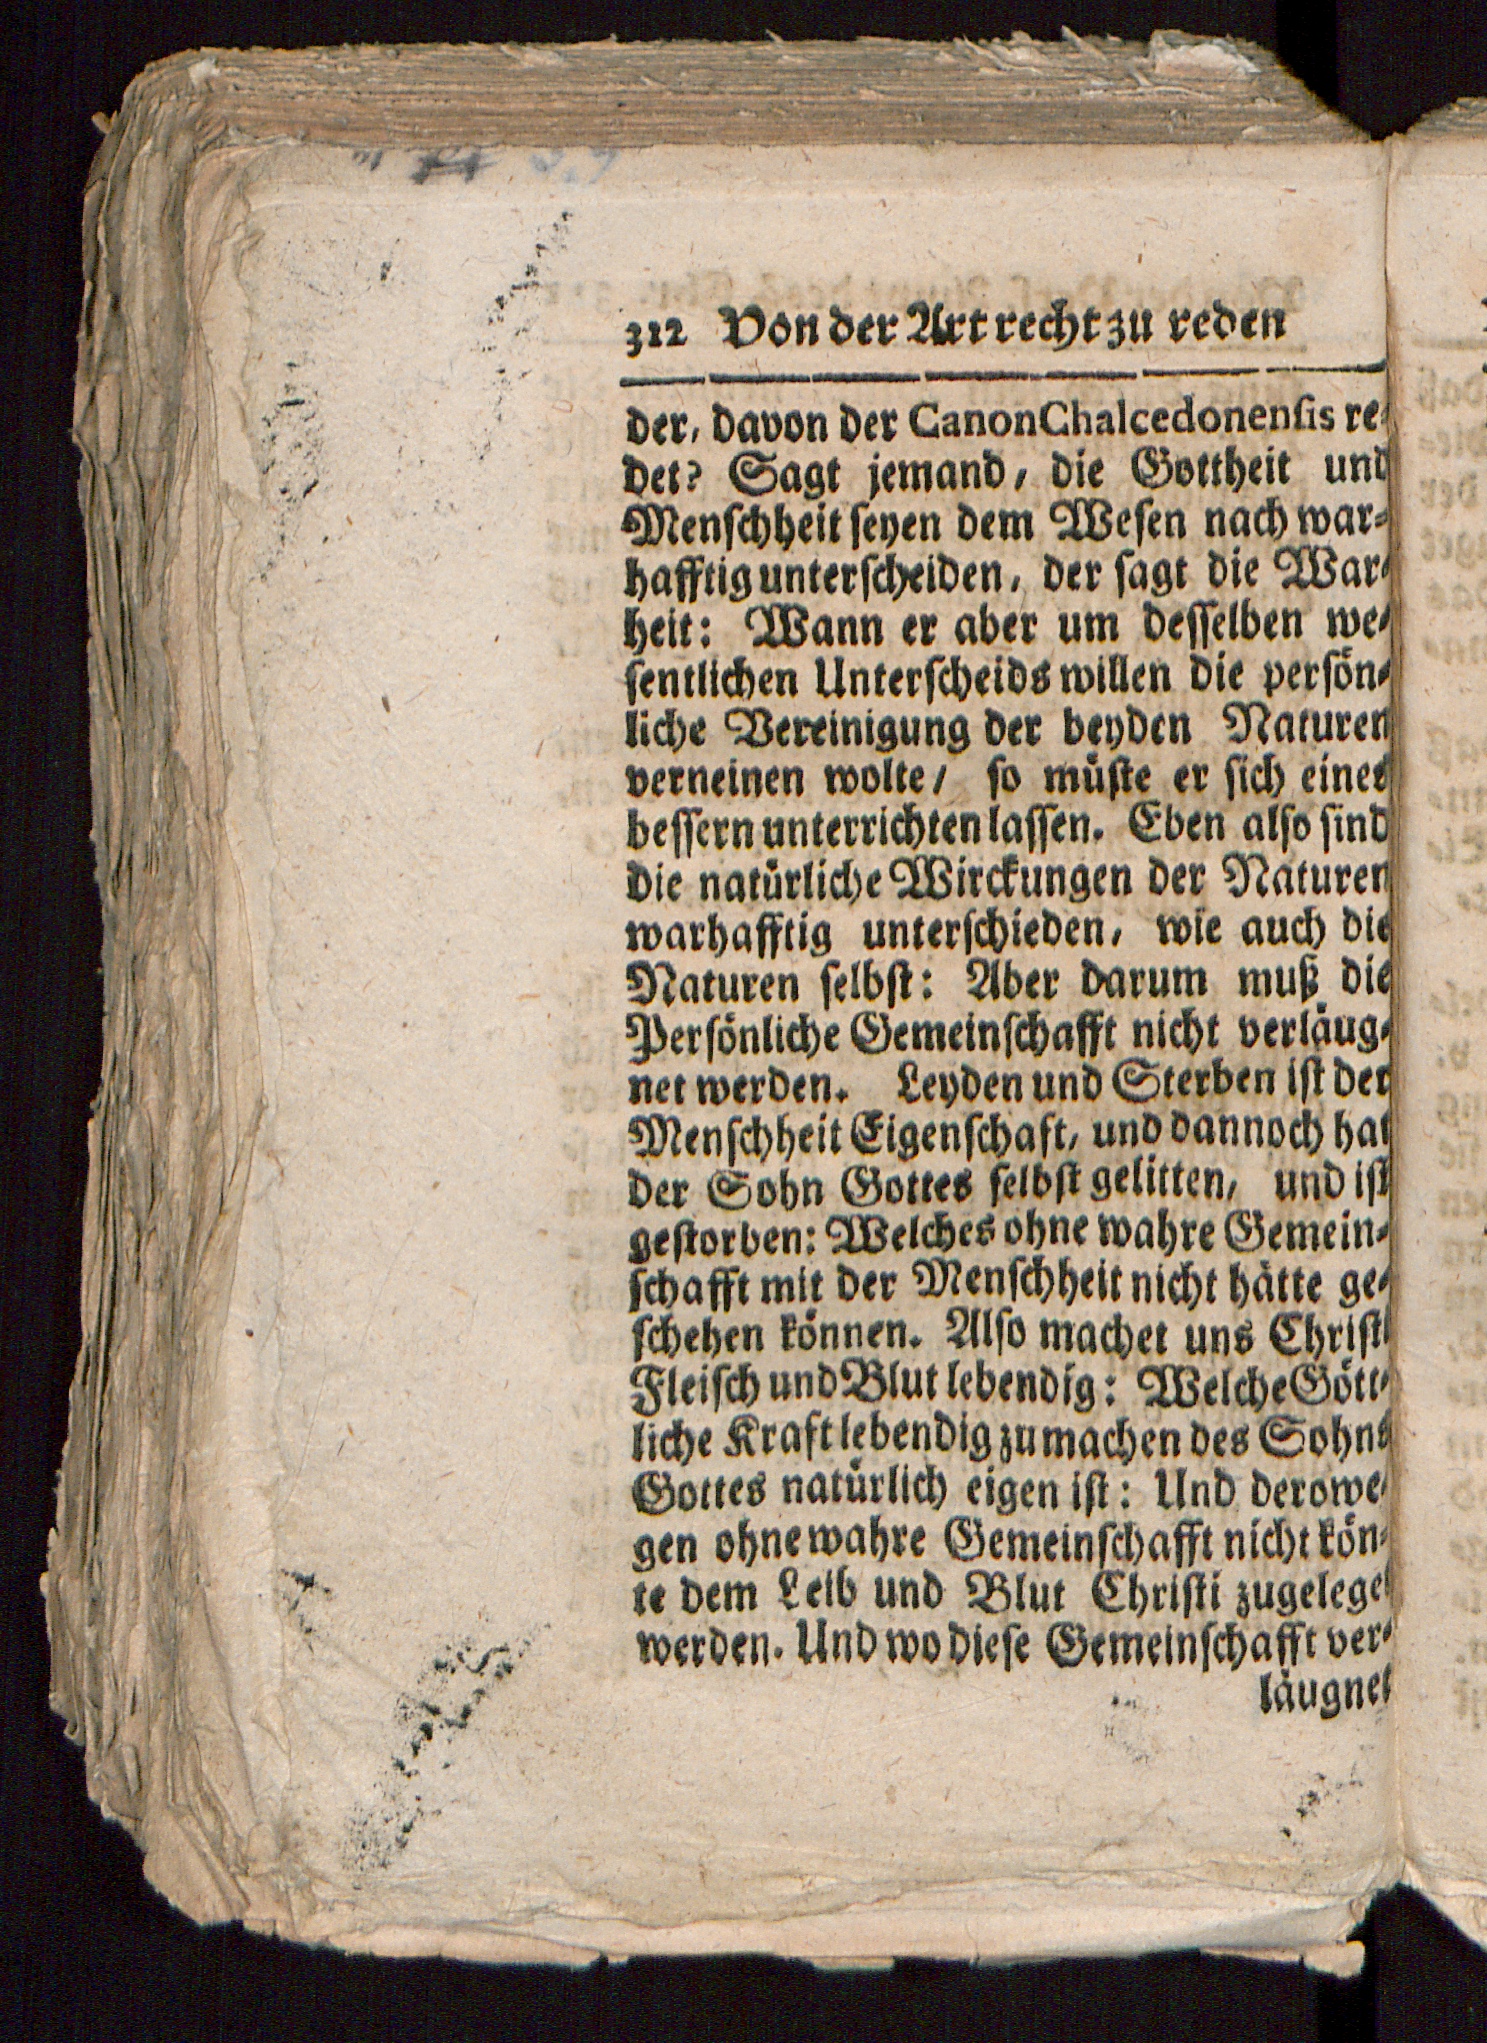 312 Von der Art recht zu reden
der, davon der Canon Chalcedonensis re-
det? Sagt jemand, die Gottheit und
Menschheit seyen dem Wesen nach war-
hafftig unterscheiden, der sagt die War-
heit: Wann er aber um desselben we-
sentlichen Unterscheids willen die persön-
liche Vereinigung der beyden Naturen
verneinen wolte, so müste er sich eines
bessern unterrichten lassen. Eben also sind
die natürliche Wirckungen der Naturen
warhafftig unterschieden, wie auch die
Naturen selbst: Aber darum muß die
Persönliche Gemeinschafft nicht verläug-
net werden. Leyden und Sterben ist der
Menschheit Eigenschaft, und dannoch hat
der Sohn Gottes selbst gelitten, und ist
gestorben: Welches ohne wahre Gemein-
schafft mit der Menschheit nicht hätte ge-
schehen können. Also machet uns Christi
Fleisch und Blut lebendig: Welche Gött-
liche Kraft lebendig zu machen des Sohns
Gottes natürlich eigen ist: Und derowe-
gen ohne wahre Gemeinschafft nicht kön-
te dem Leib und Blut Christi zugeleget
werden. Und wo diese Gemeinschafft ver-
läugnet